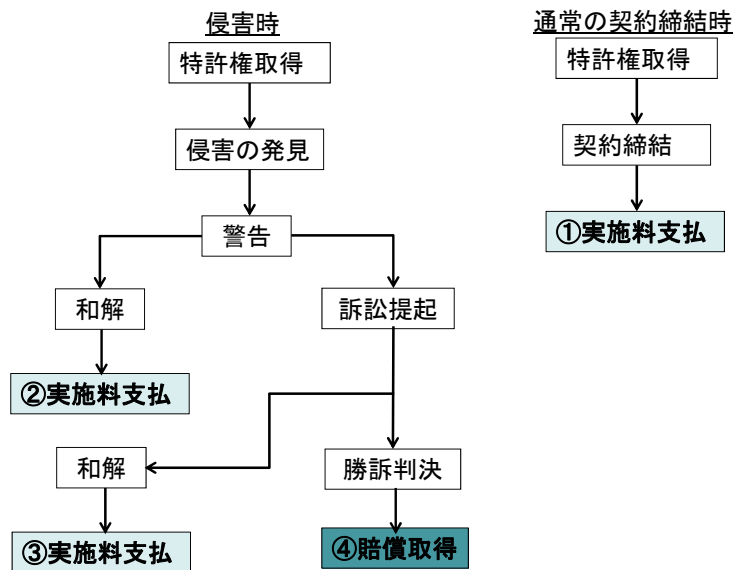 侵害時
特許権取得
侵害の発見
警告
和解
訴訟提起
②実施料支払
和解
勝訴判決
③実施料支払
④賠償取得
通常の契約締結時
特許権取得
契約締結
①実施料支払